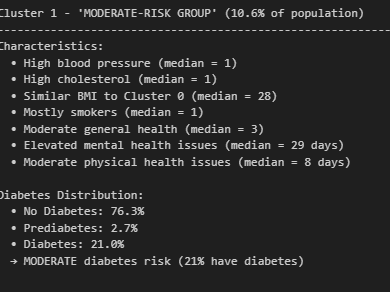 Cluster 1 - 'MODERATE-RISK GROUP' (10.6% of population)
--------------------------------------------------------------
Characteristics:
• High blood pressure (median = 1)
• High cholesterol (median = 1)
• Similar BMI to Cluster 0 (median = 28)
• Mostly smokers (median = 1)
• Moderate general health (median = 3)
• Elevated mental health issues (median = 29 days)
• Moderate physical health issues (median = 8 days)
Diabetes Distribution:
• No Diabetes: 76.3%
• Prediabetes: 2.7%
• Diabetes: 21.0%
→ MODERATE diabetes risk (21% have diabetes)